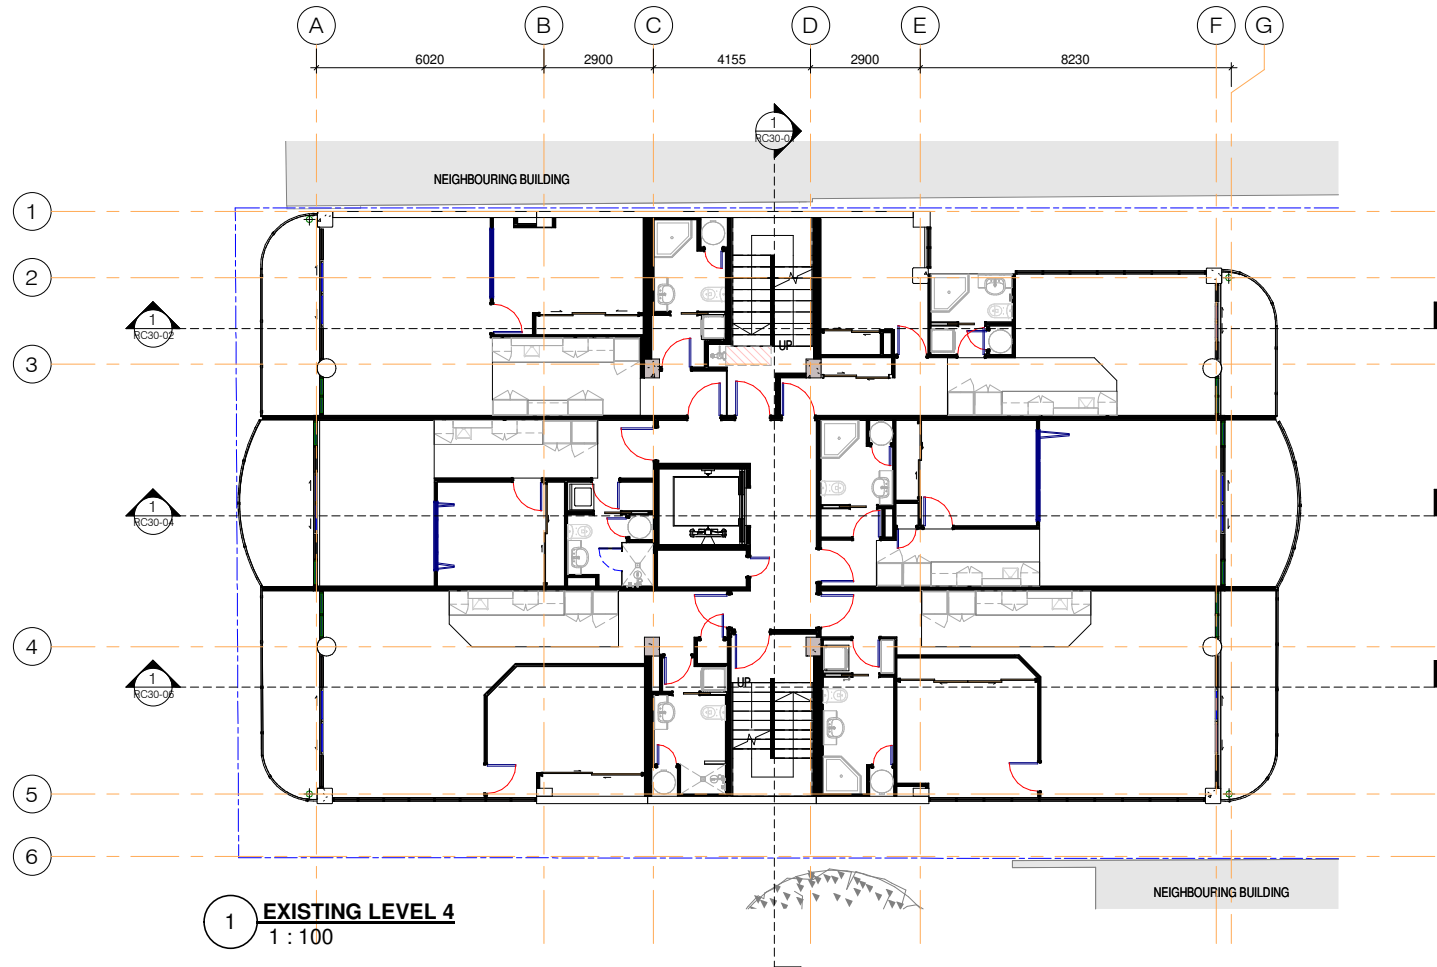 A B C D E F G
6020 2900 4155 2900 8230
1
RC30-01
NEIGHBOURING BUILDING
1
2
1
RC30-02
UP
3
1
RC30-04
4
1
RC30-06
UP
5
6
NEIGHBOURING BUILDING
1 EXISTING LEVEL 4
1 : 100